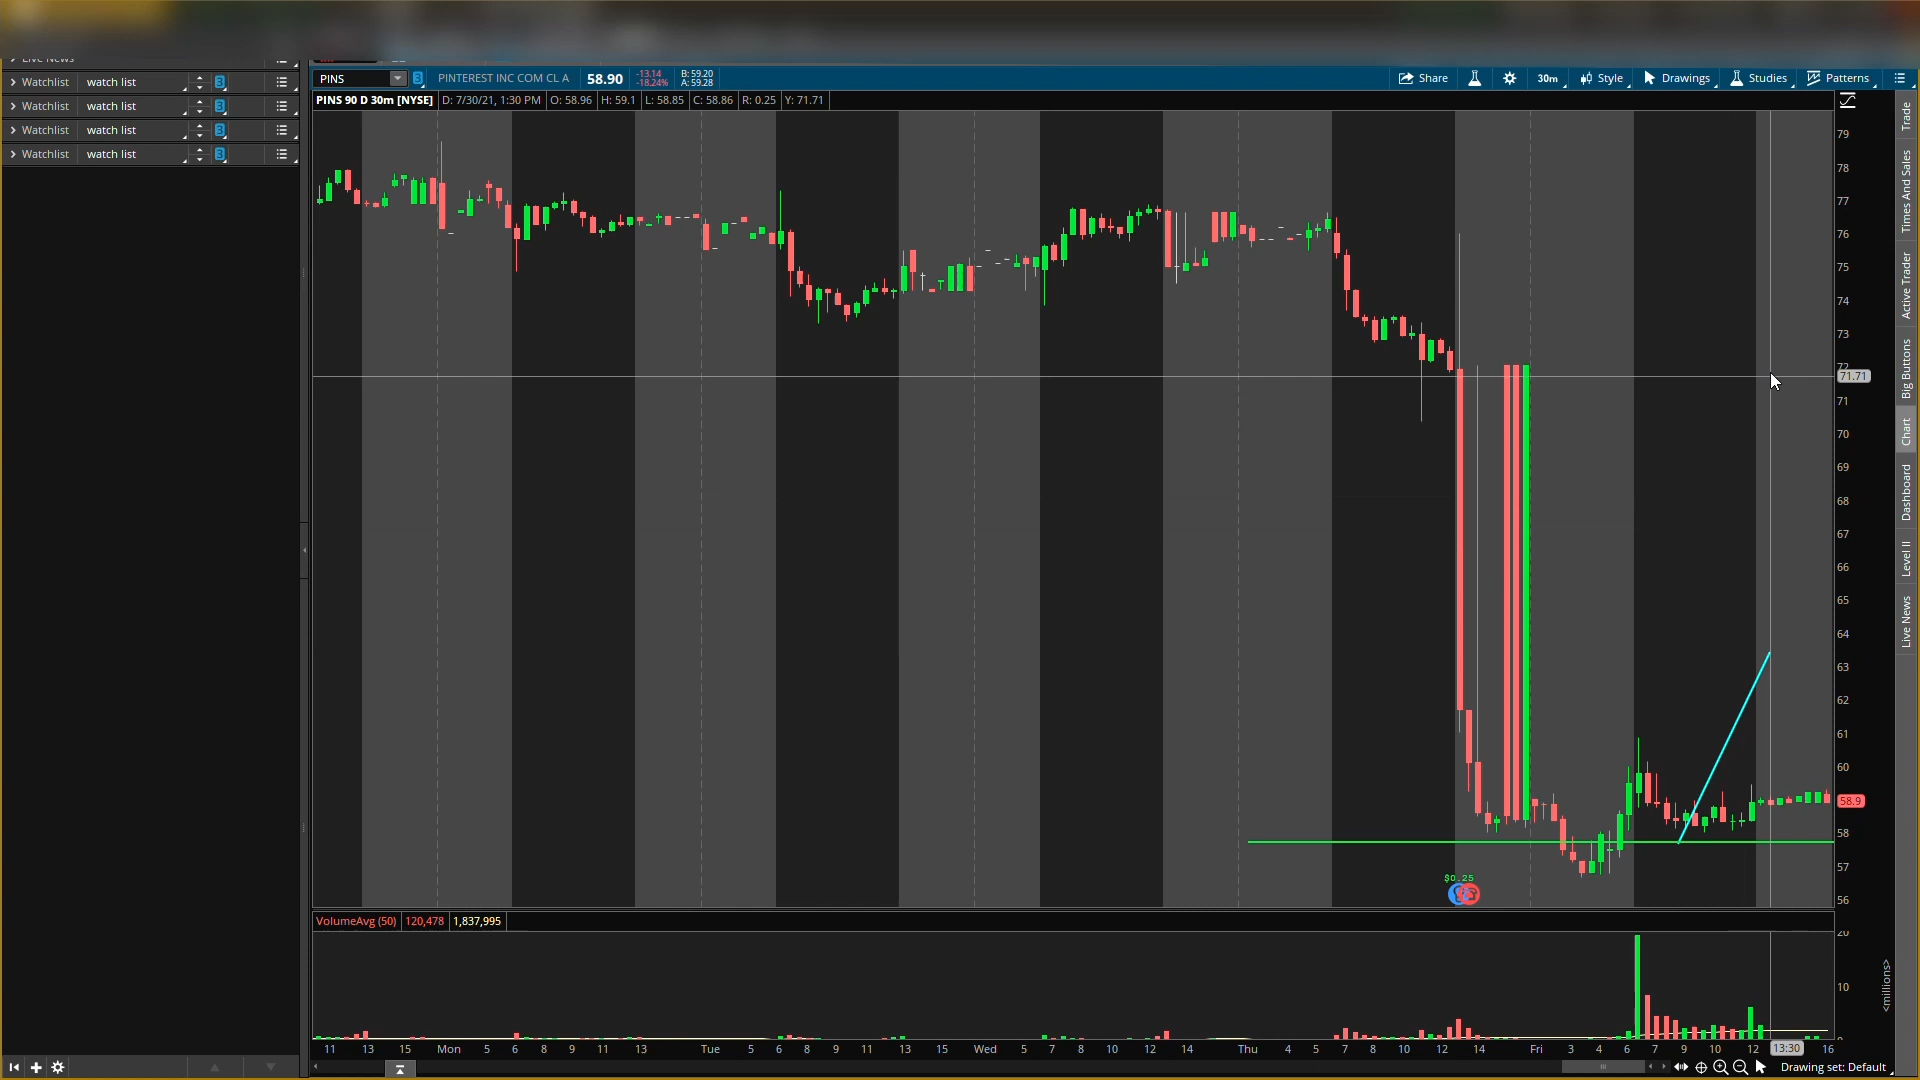 Live News
Watchlist watch list 3
Watchlist watch list 3
Watchlist watch list 3
Watchlist watch list 3
PINS 3 PINTEREST INC COM CL A 58.90 -13.14 -18.24% B: 59.20 A: 59.28 Share 30m Style Drawings Studies Patterns
PINS 90 D 30m [NYSE] D: 7/30/21, 1:30 PM O: 58.96 H: 59.1 L: 58.85 C: 58.86 R: 0.25 Y: 71.71
79
78
77
76
75
74
73
72
71.71
71
70
69
68
67
66
65
64
63
62
61
60
58.9
58
57
56
$0.25
VolumeAvg (50) 120,478 1,837,995
20
10
<millions>
11 13 15 Mon 5 6 8 9 11 13 Tue 5 6 8 9 11 13 15 Wed 5 7 8 10 12 14 Thu 4 5 7 8 10 12 14 Fri 3 4 6 7 9 10 12 13:30 16
Drawing set: Default
Trade
Times And Sales
Active Trader
Big Buttons
Chart
Dashboard
Level II
Live News